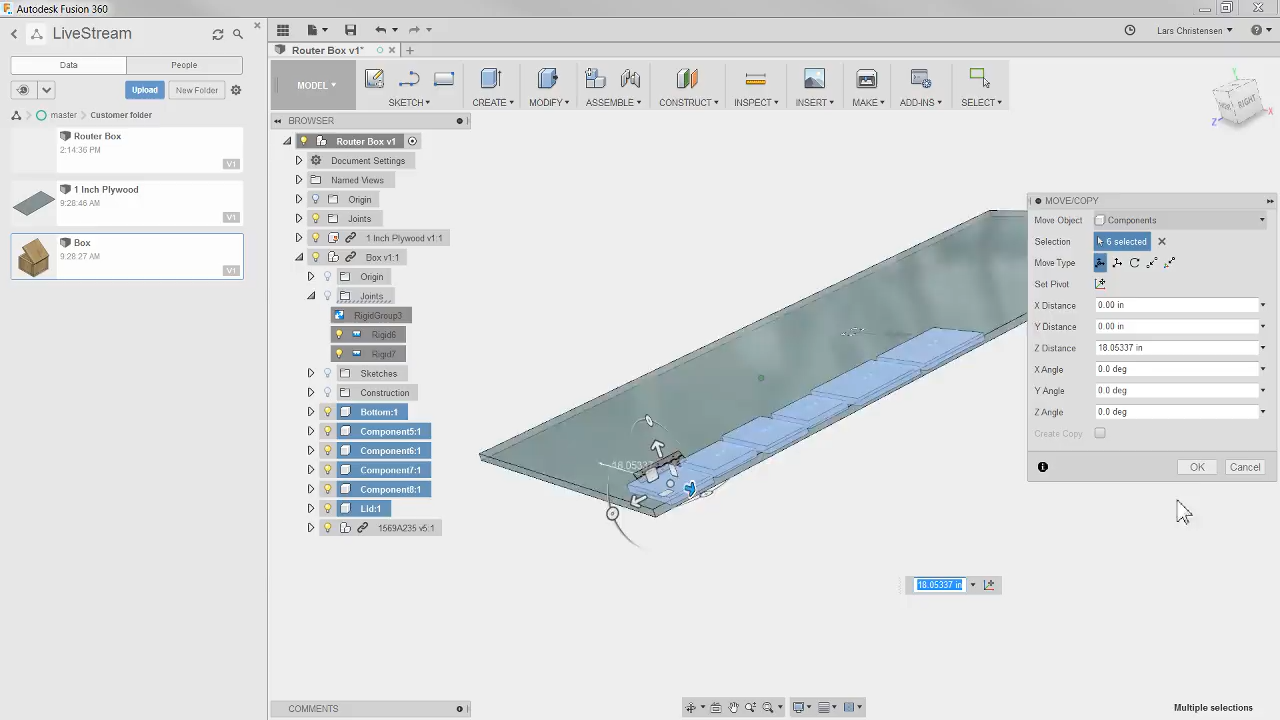 Autodesk Fusion 360
LiveStream
Data
People
Upload
New Folder
master
Customer folder
Router Box
2:14:36 PM
V1
1 Inch Plywood
9:28:46 AM
V1
Box
9:28:27 AM
V1
Lars Christensen
Router Box v1*
MODEL
SKETCH
CREATE
MODIFY
ASSEMBLE
CONSTRUCT
INSPECT
INSERT
MAKE
ADD-INS
SELECT
BROWSER
Router Box v1
Document Settings
Named Views
Origin
Joints
1 Inch Plywood v1:1
Box v1:1
Origin
Joints
RigidGroup3
Rigid6
Rigid7
Sketches
Construction
Bottom:1
Component5:1
Component6:1
Component7:1
Component8:1
Lid:1
1569A235 v5:1
RIGHT
Z
X
18.05337
18.05337 in
MOVE/COPY
Move Object
Components
Selection
6 selected
Move Type
Set Pivot
X Distance
0.00 in
Y Distance
0.00 in
Z Distance
18.05337 in
X Angle
0.0 deg
Y Angle
0.0 deg
Z Angle
0.0 deg
Create Copy
OK
Cancel
COMMENTS
Multiple selections